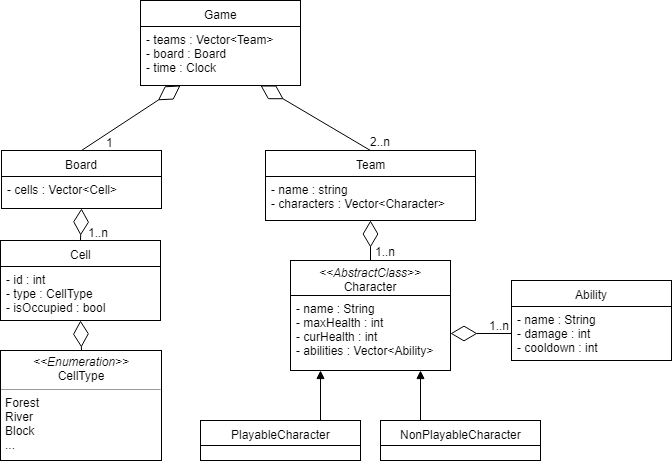 Game
- teams : Vector<Team>
- board : Board
- time : Clock
1
2..n
Board
- cells : Vector<Cell>
Team
- name : string
- characters : Vector<Character>
1..n
1..n
Cell
- id : int
- type : CellType
- isOccupied : bool
<<AbstractClass>>
Character
- name : String
- maxHealth : int
- curHealth : int
- abilities : Vector<Ability>
1..n
Ability
- name : String
- damage : int
- cooldown : int
<<Enumeration>>
CellType
Forest
River
Block
...
PlayableCharacter
NonPlayableCharacter